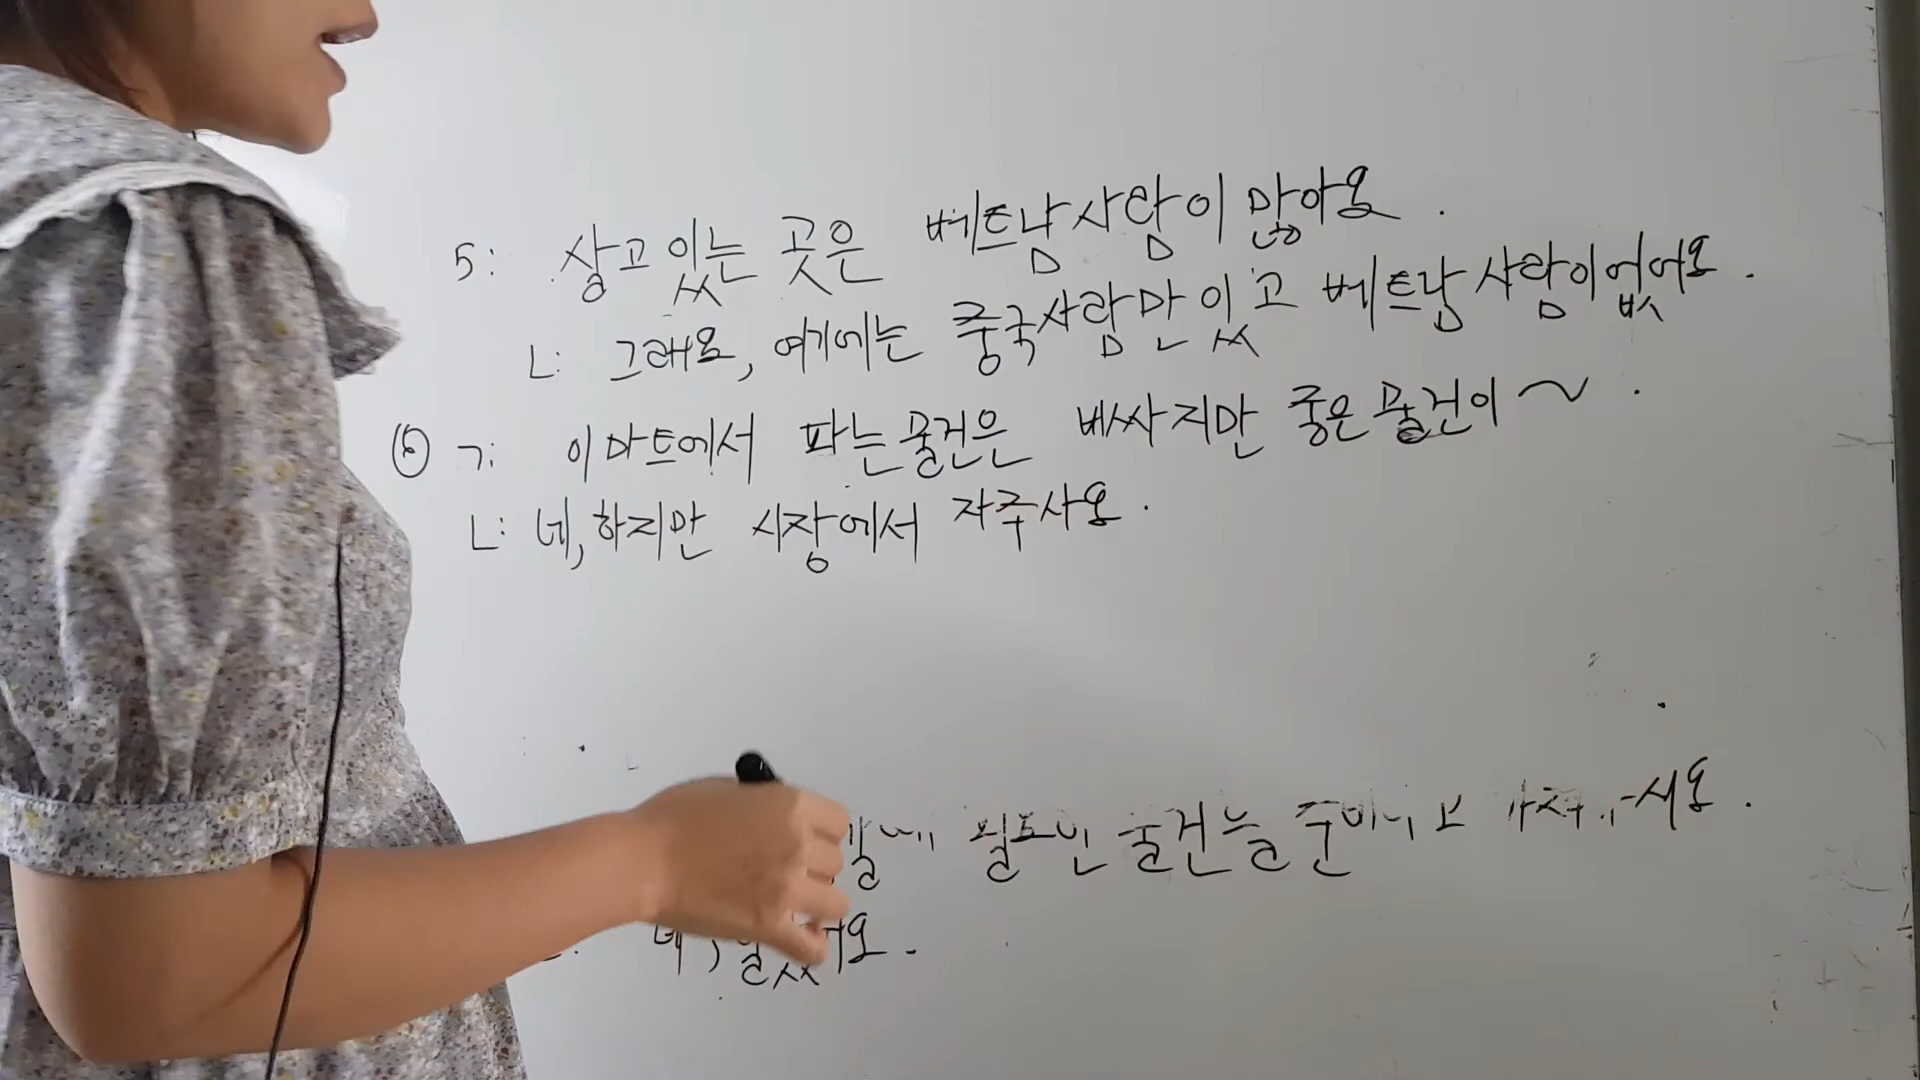 5: 살고 있는 곳은 베트남사람이 많아요.
ㄴ: 그래요, 여기에는 중국사람만 있고 베트남 사람이 없어요.
⑥ ㄱ: 이마트에서 파는 물건은 비싸지만 좋은 물건이 ~ .
ㄴ: 네, 하지만 시장에서 자주 사요.
필요인 물건늘
네,